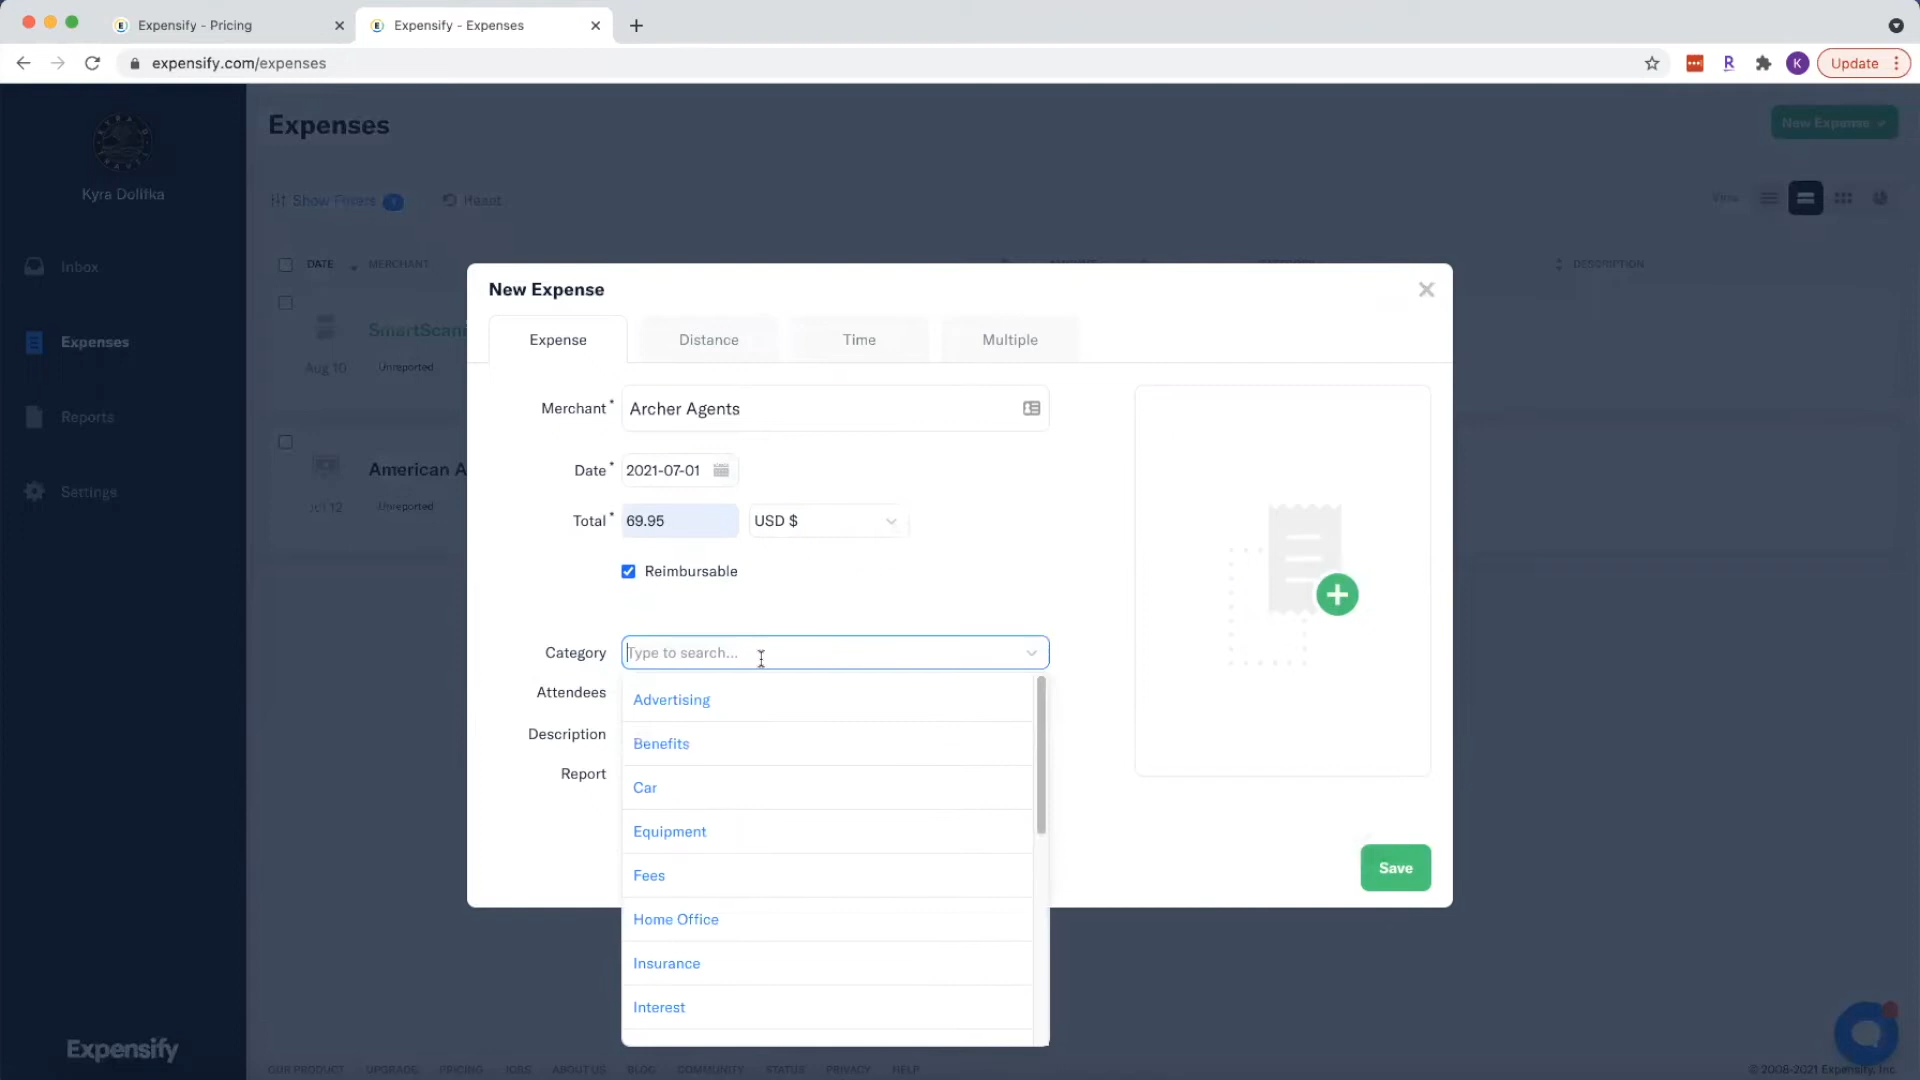 Expensify - Pricing
Expensify - Expenses
expensify.com/expenses
R
K
Update
Kyra Dolitka
Inbox
Expenses
Reports
Settings
Expensify
Expenses
New Expense
Show Filters
Reset
View
DATE
MERCHANT
AMOUNT
CATEGORY
DESCRIPTION
SmartScan
Aug 10
Unreported
American A
Jul 12
Unreported
New Expense
Expense
Distance
Time
Multiple
Merchant *
Archer Agents
Date *
2021-07-01
Total *
69.95
USD $
Reimbursable
Category
Type to search...
Attendees
Description
Report
Advertising
Benefits
Car
Equipment
Fees
Home Office
Insurance
Interest
Save
OUR PRODUCT UPGRADE PRICING JOBS ABOUT US BLOG COMMUNITY STATUS PRIVACY HELP
© 2008-2021 Expensify, Inc.